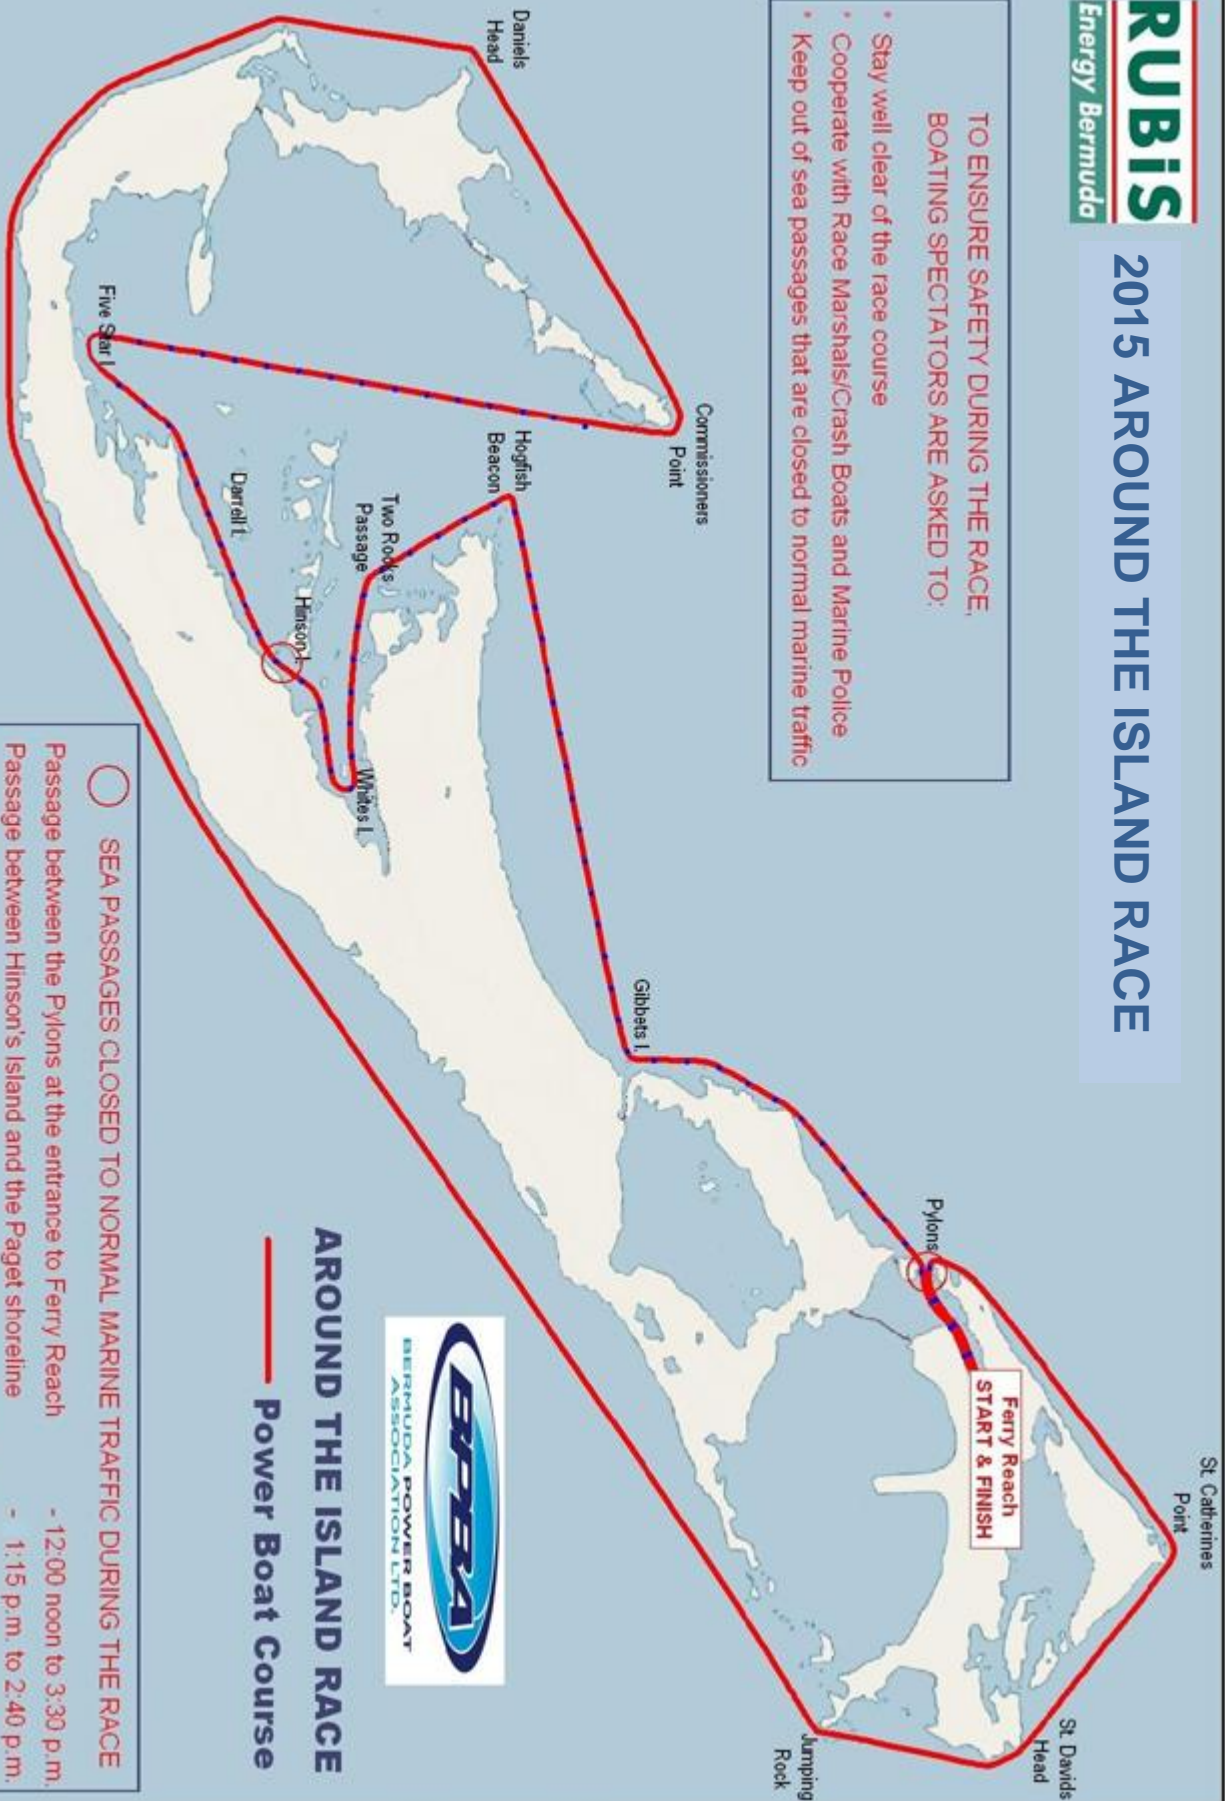 RUBiS
Energy Bermuda
2015 AROUND THE ISLAND RACE
TO ENSURE SAFETY DURING THE RACE,
BOATING SPECTATORS ARE ASKED TO:
* Stay well clear of the race course
* Cooperate with Race Marshals/Crash Boats and Marine Police
* Keep out of sea passages that are closed to normal marine traffic
St. Catherines
Point
St. Davids
Head
Ferry Reach
START & FINISH
Pylons
Jumping
Rock
Gibbets I.
Commissioners
Point
Hogfish
Beacon
Daniels
Head
Two Rocks
Passage
Whites I.
Hinson I.
Darrell I.
Five Star I.
BPBA
BERMUDA POWER BOAT
ASSOCIATION LTD.
AROUND THE ISLAND RACE
Power Boat Course
SEA PASSAGES CLOSED TO NORMAL MARINE TRAFFIC DURING THE RACE
Passage between the Pylons at the entrance to Ferry Reach - 12:00 noon to 3:30 p.m.
Passage between Hinson's Island and the Paget shoreline - 1:15 p.m. to 2:40 p.m.